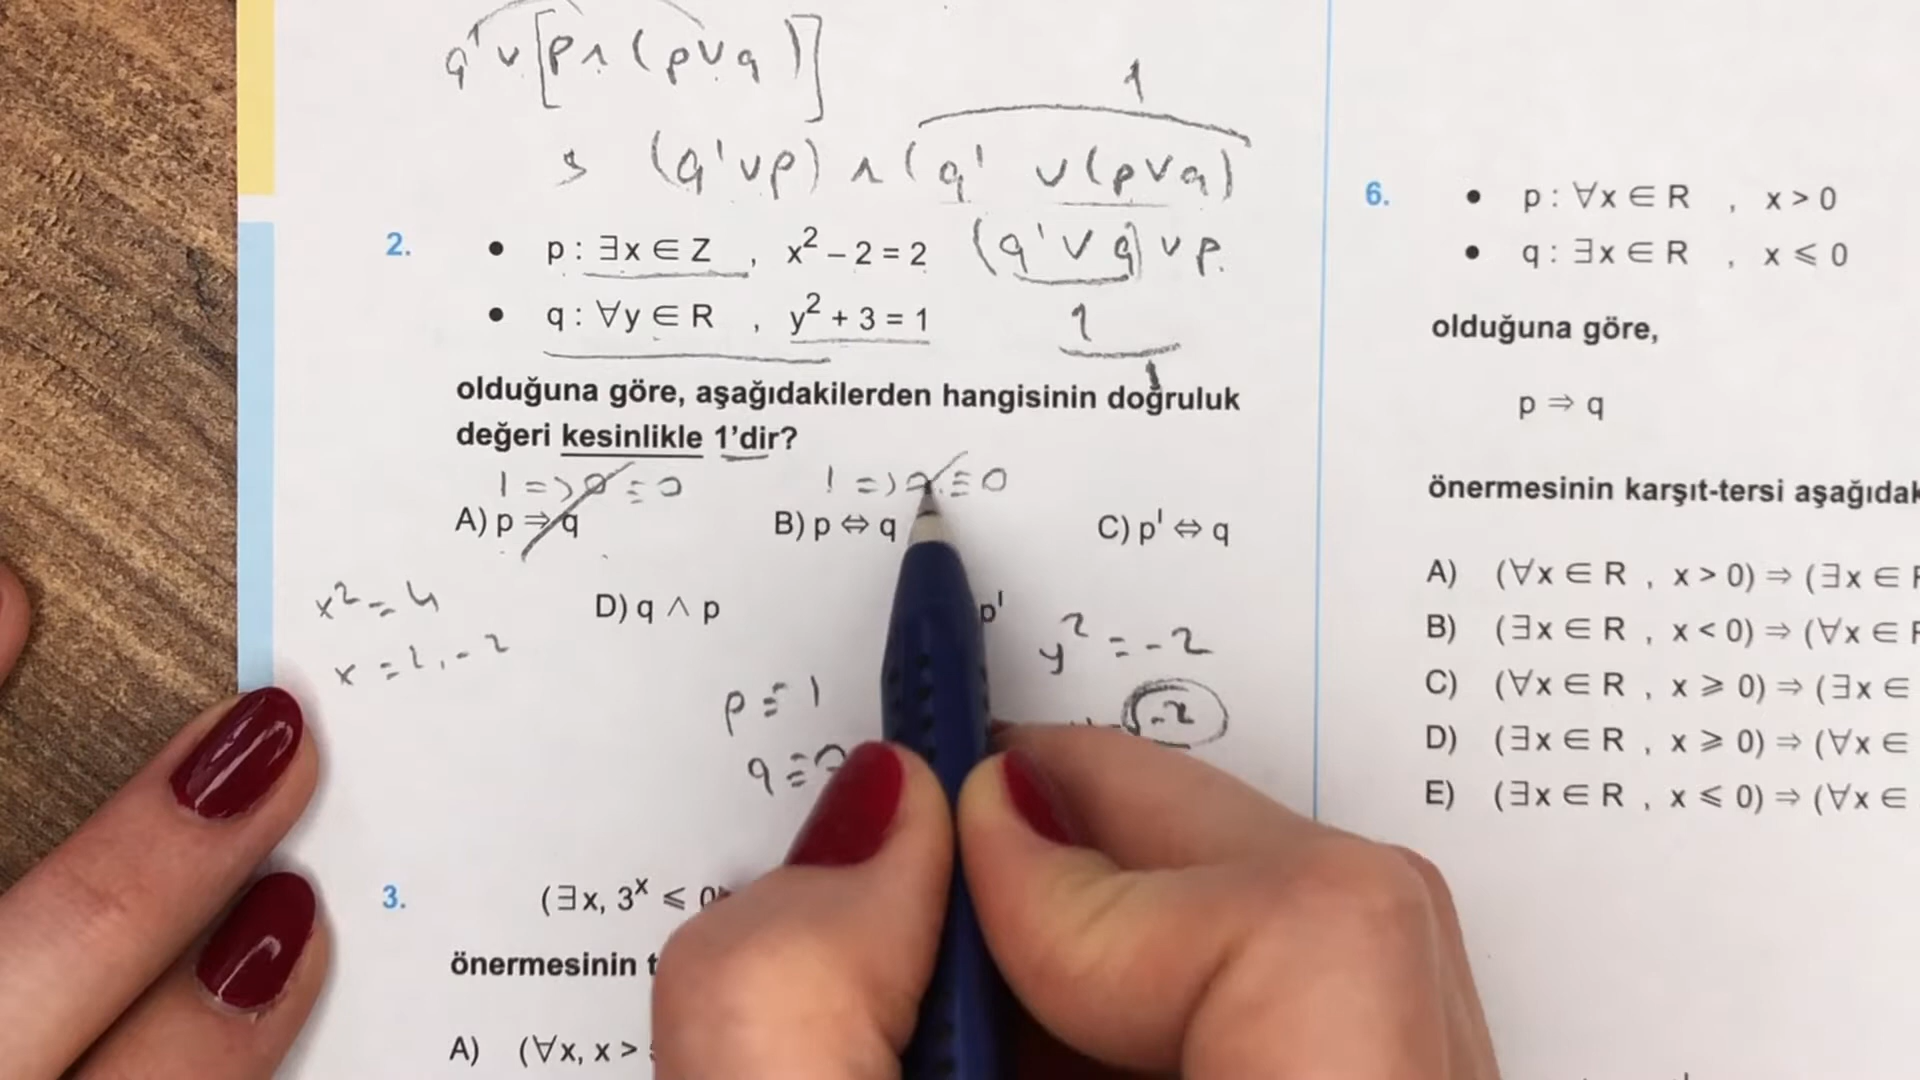 q' ∨ [p ∧ (p ∨ q)]
(q' ∨ p) ∧ (q' ∨ (p ∨ q))
1
2.
• p : ∃x ∈ Z , x² – 2 = 2
(q' ∨ q) ∨ p
• q : ∀y ∈ R , y² + 3 = 1
1
1
olduğuna göre, aşağıdakilerden hangisinin doğruluk
değeri kesinlikle 1'dir?
1 ⇒ 0 ≡ 0
1 ⇒ 0 ≡ 0
A) p ⇒ q B) p ⇔ q C) p' ⇔ q
D) q ∧ p p'
x² = 4
x = 2, -2
y² = -2
√-2
p ≡ 1
q ≡
3.
(∃x, 3ˣ ⩽ 0
önermesinin
A) (∀x, x >
6.
• p : ∀x ∈ R , x > 0
• q : ∃x ∈ R , x ⩽ 0
olduğuna göre,
p ⇒ q
önermesinin karşıt-tersi
A) (∀x ∈ R , x > 0) ⇒ (∃x ∈
B) (∃x ∈ R , x < 0) ⇒ (∀x ∈
C) (∀x ∈ R , x ⩾ 0) ⇒ (∃x ∈
D) (∃x ∈ R , x ⩾ 0) ⇒ (∀x ∈
E) (∃x ∈ R , x ⩽ 0) ⇒ (∀x ∈